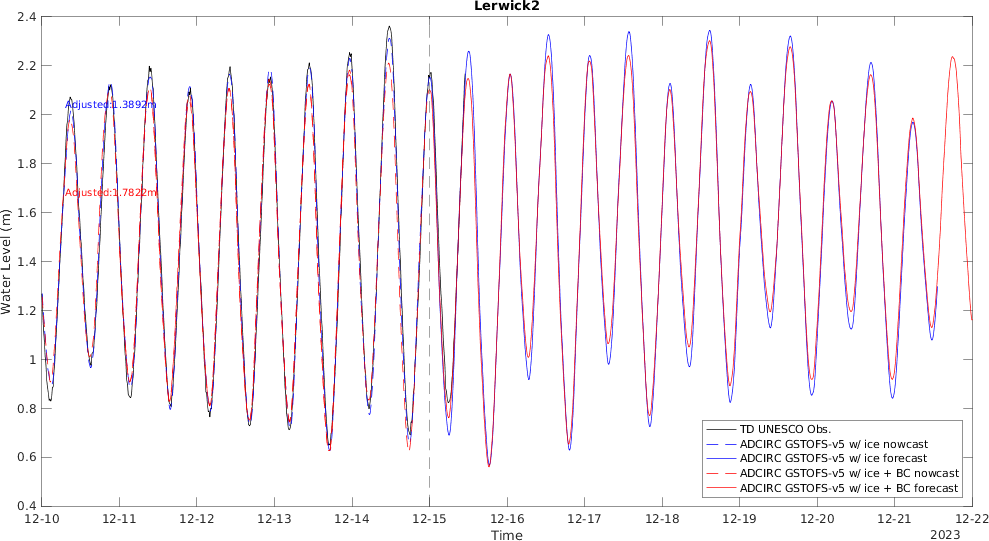 Lerwick2
2.4
2.2
2
1.8
1.6
1.4
1.2
1
0.8
0.6
0.4
Water Level (m)
Adjusted:1.3892m
Adjusted:1.7822m
TD UNESCO Obs.
ADCIRC GSTOFS-v5 w/ ice nowcast
ADCIRC GSTOFS-v5 w/ ice forecast
ADCIRC GSTOFS-v5 w/ ice + BC nowcast
ADCIRC GSTOFS-v5 w/ ice + BC forecast
12-10 12-11 12-12 12-13 12-14 12-15 12-16 12-17 12-18 12-19 12-20 12-21 12-22
Time
2023